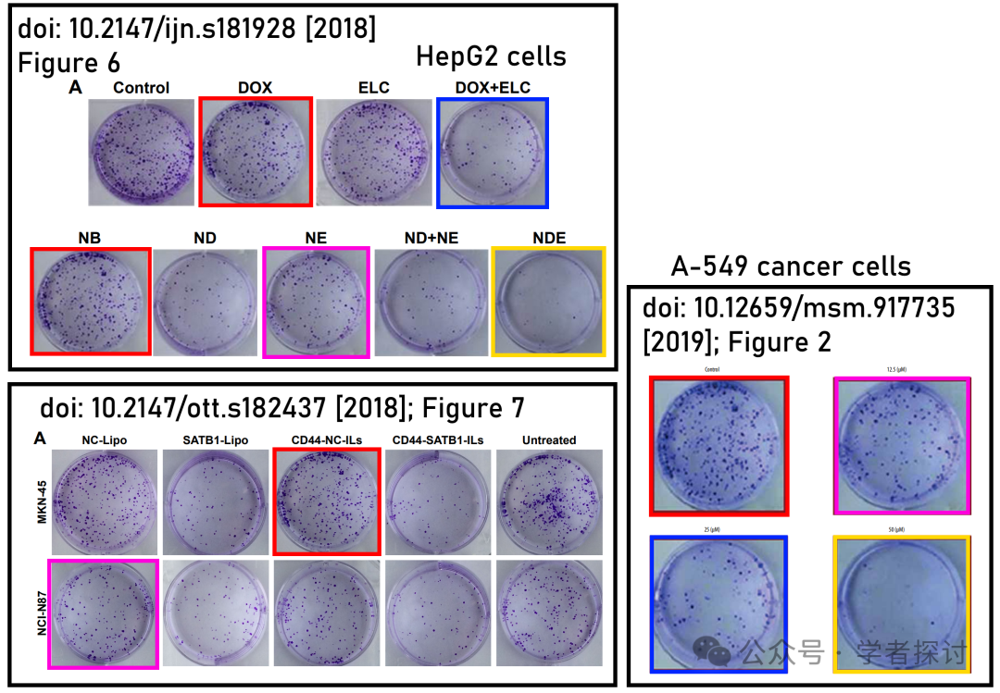 doi: 10.2147/ijn.s181928 [2018]
Figure 6
HepG2 cells
A
Control DOX ELC DOX+ELC
NB ND NE ND+NE NDE
A-549 cancer cells
doi: 10.12659/msm.917735
[2019]; Figure 2
Control 12.5 (μM)
25 (μM) 50 (μM)
doi: 10.2147/ott.s182437 [2018]; Figure 7
A
NC-Lipo SATB1-Lipo CD44-NC-ILs CD44-SATB1-ILs Untreated
MKN-45
NCI-N87
公众号 · 学者探讨